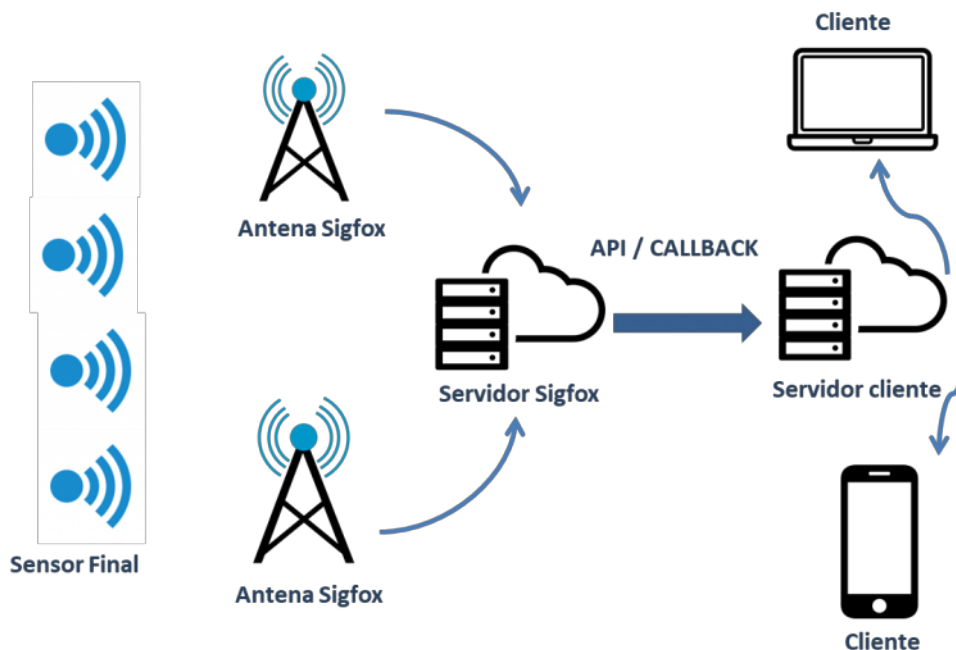 Cliente
Antena Sigfox
API / CALLBACK
Servidor Sigfox
Servidor cliente
Sensor Final
Antena Sigfox
Cliente